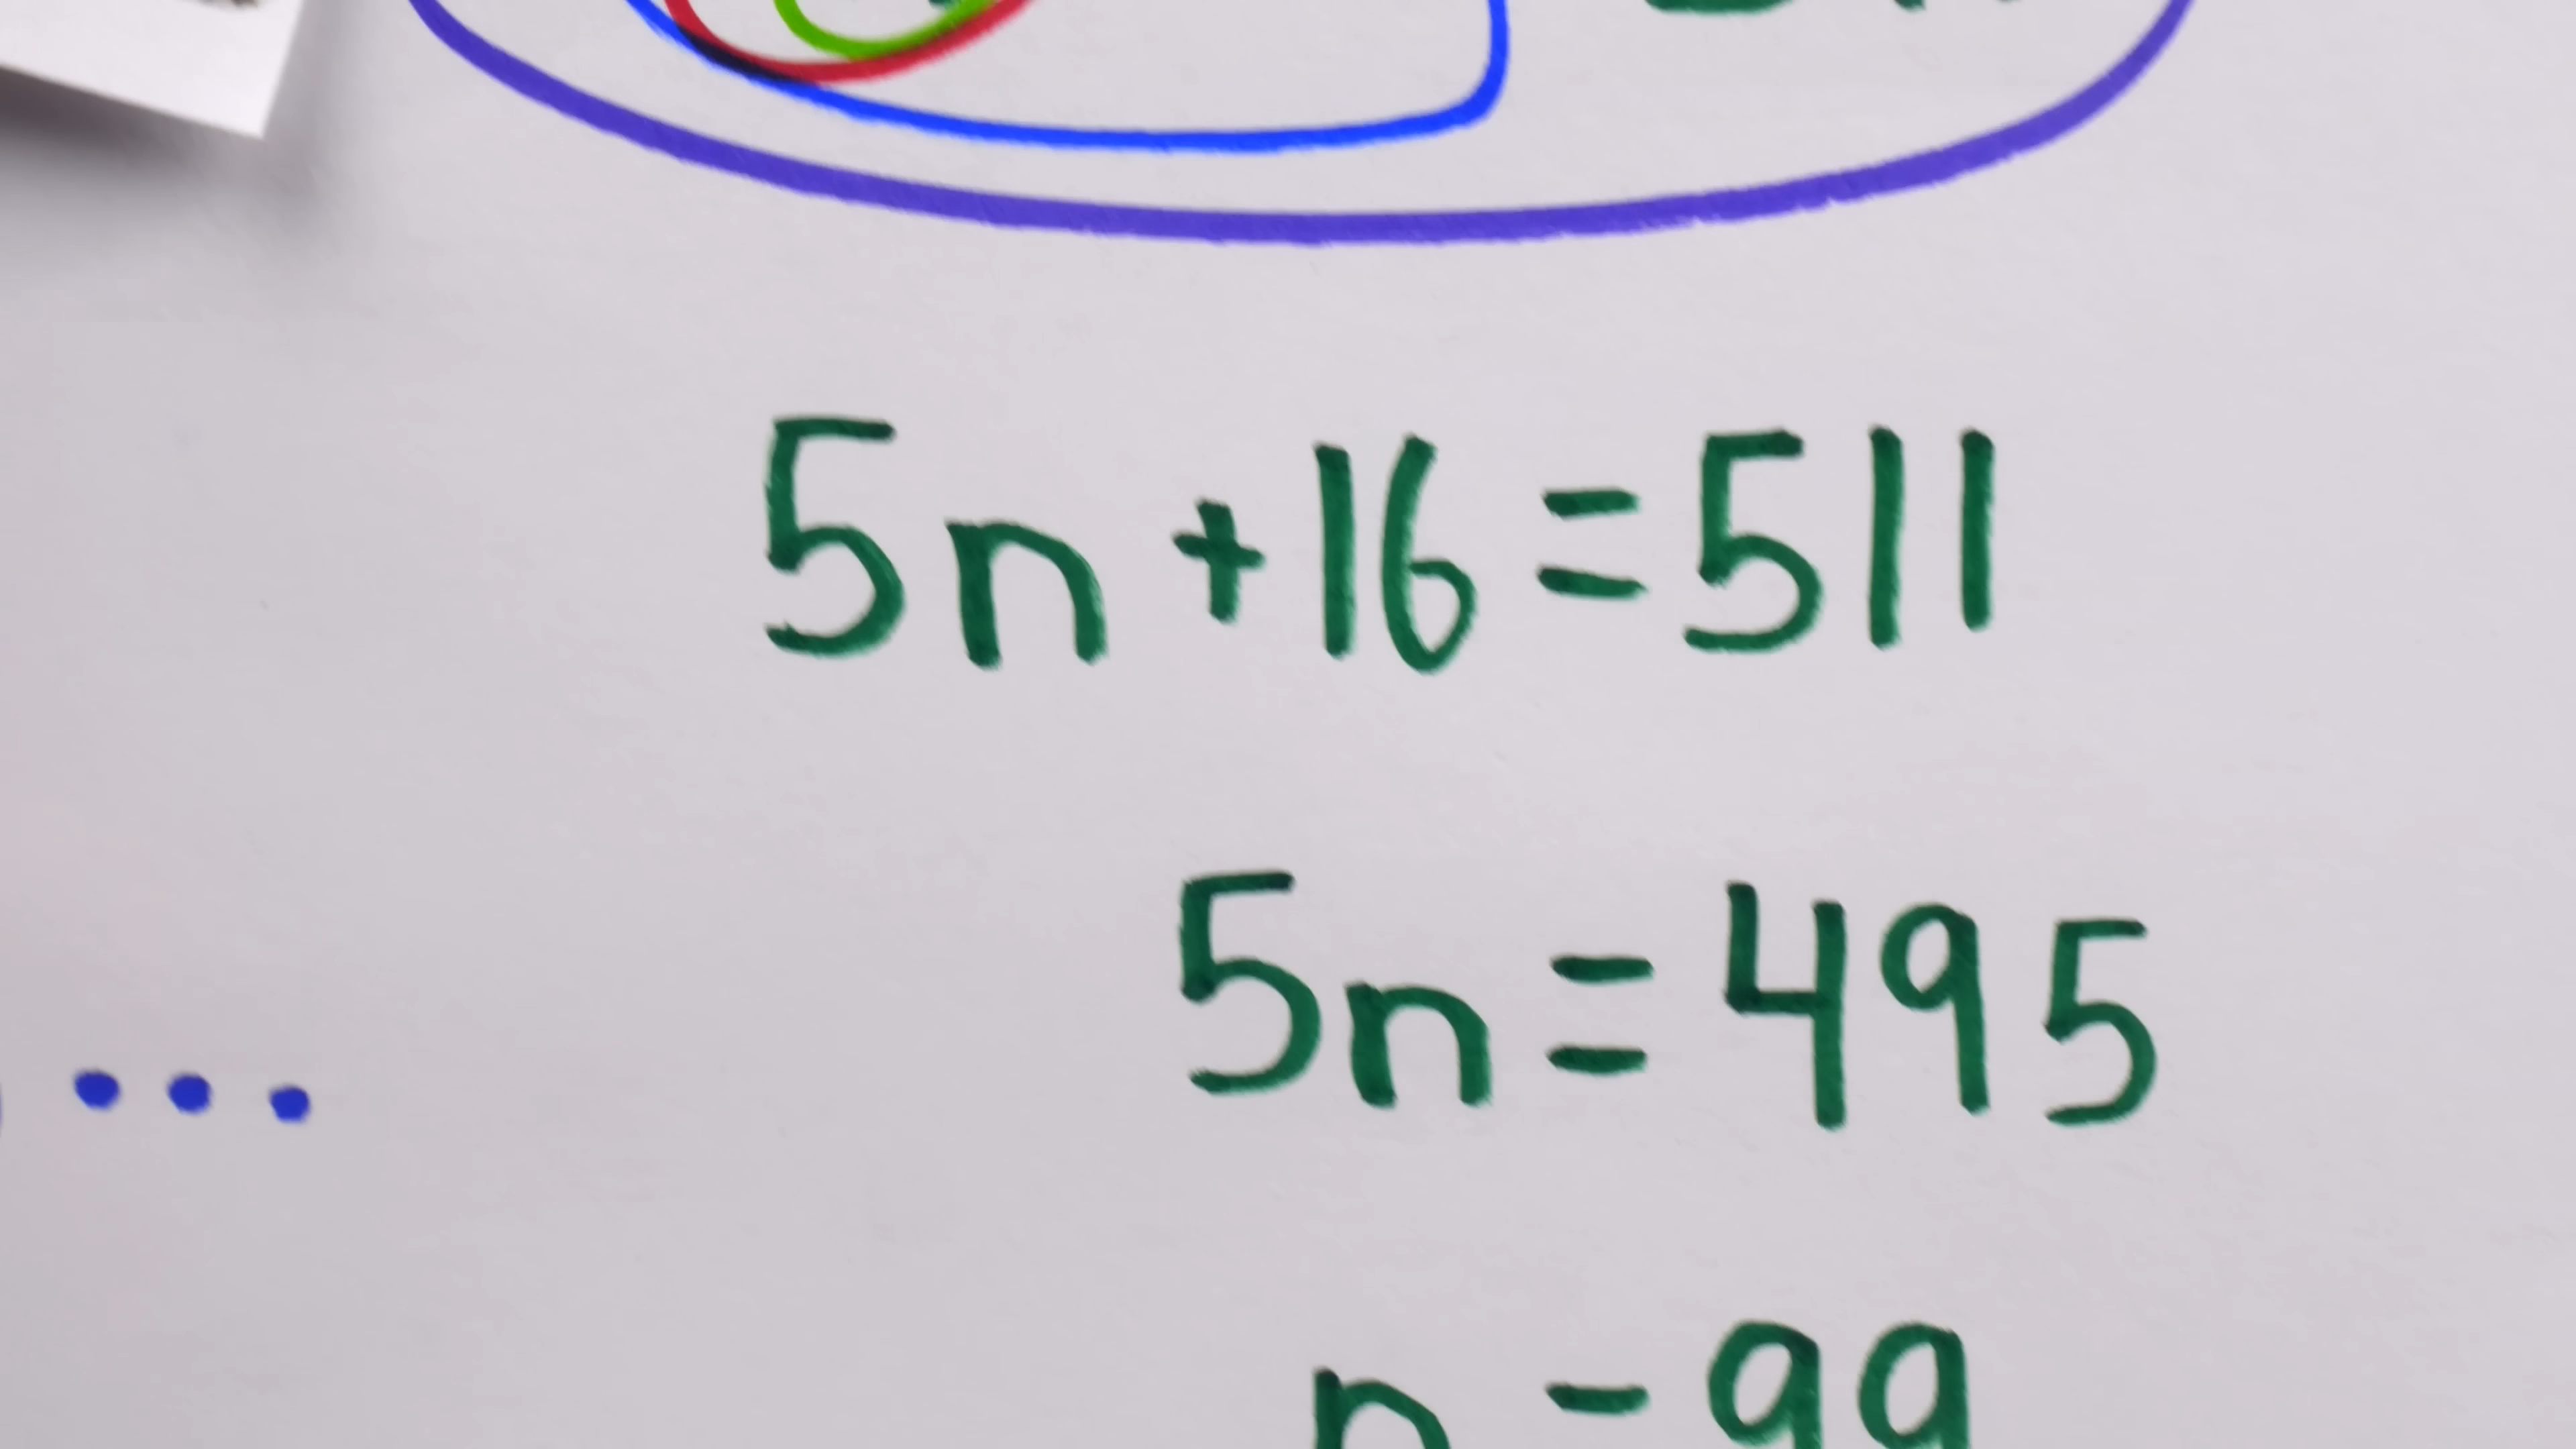 5n + 16 = 511
5n = 495
n = 99